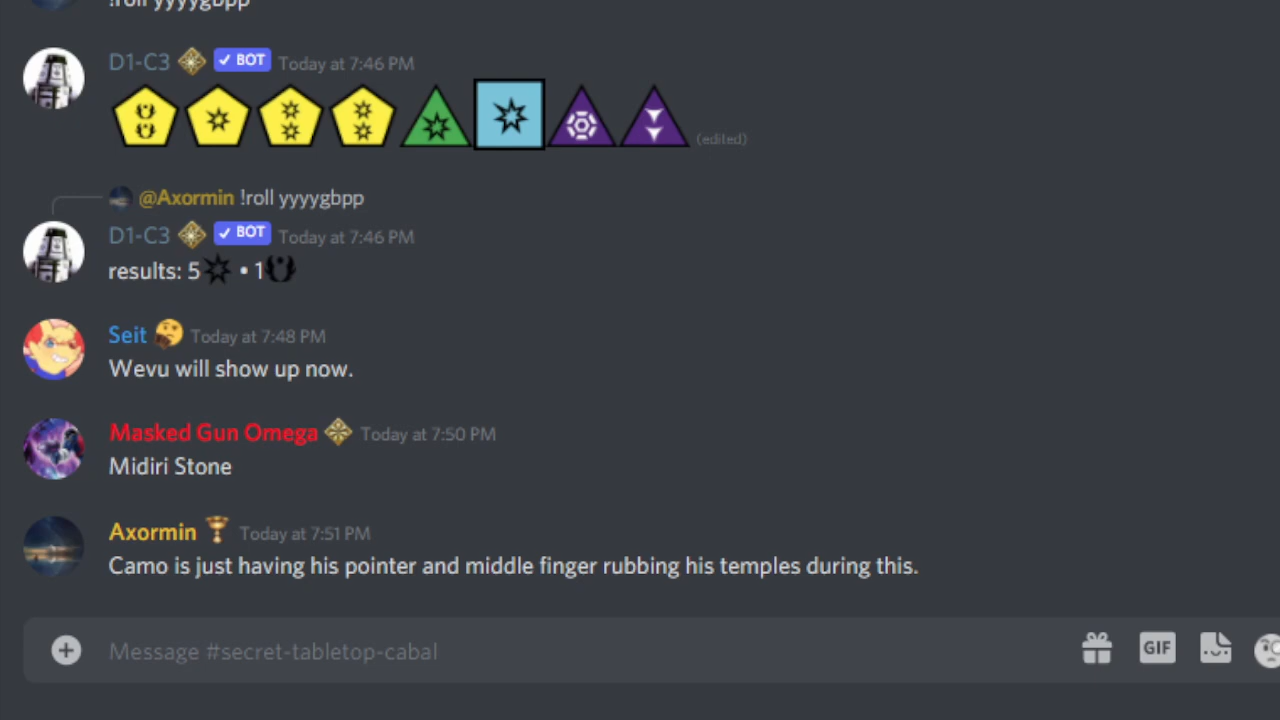 !roll yyyygbpp
D1-C3 ✓ BOT Today at 7:46 PM
(edited)
@Axormin !roll yyyygbpp
D1-C3 ✓ BOT Today at 7:46 PM
results: 5 • 1
Seit Today at 7:48 PM
Wevu will show up now.
Masked Gun Omega Today at 7:50 PM
Midiri Stone
Axormin Today at 7:51 PM
Camo is just having his pointer and middle finger rubbing his temples during this.
Message #secret-tabletop-cabal
GIF